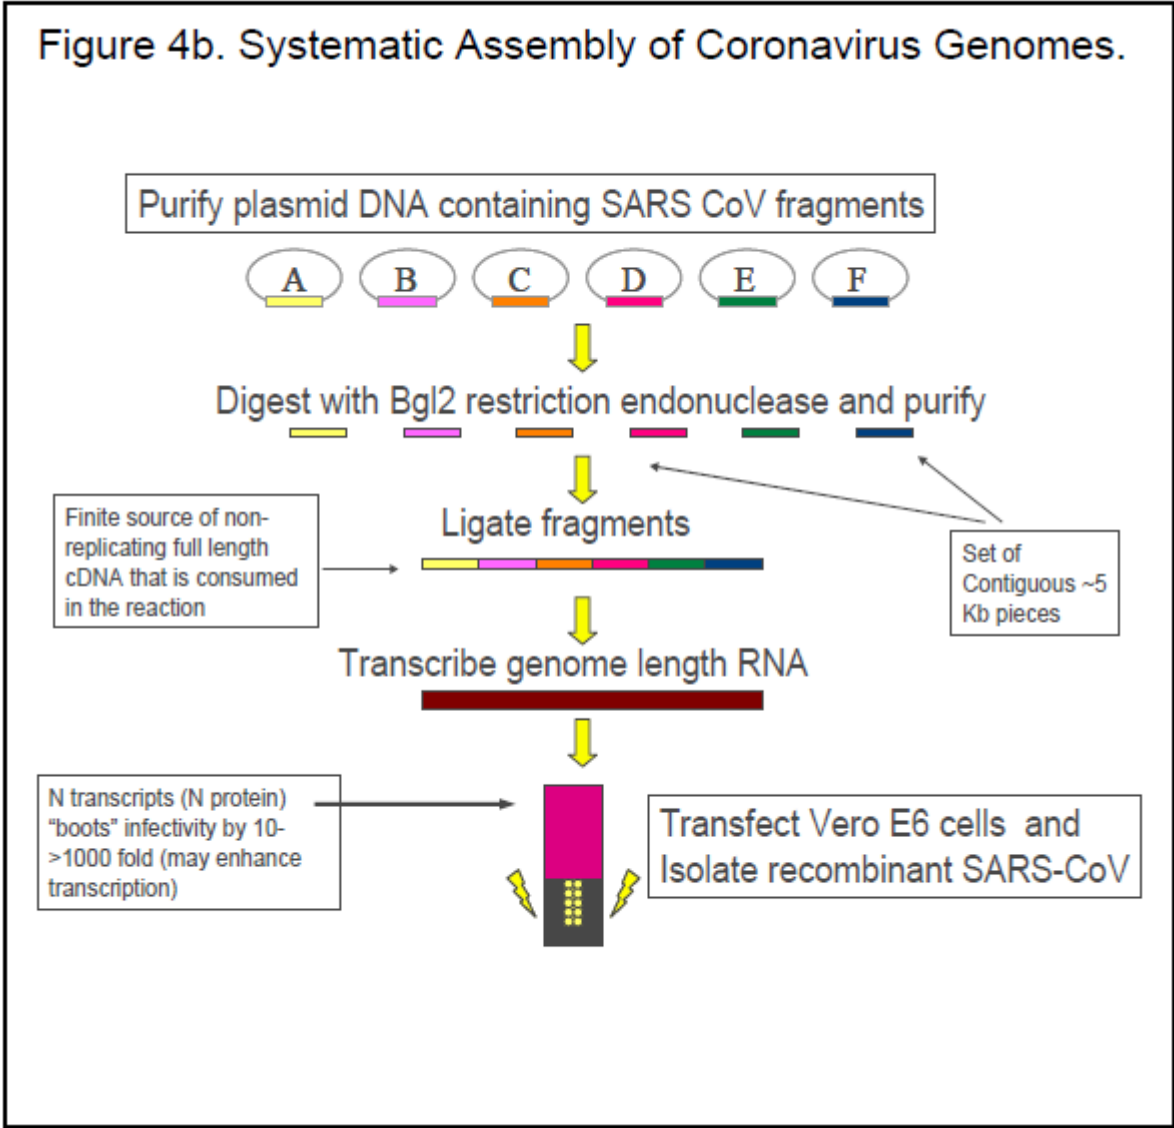 Figure 4b. Systematic Assembly of Coronavirus Genomes.
Purify plasmid DNA containing SARS CoV fragments
A B C D E F
Digest with Bgl2 restriction endonuclease and purify
Finite source of non-
replicating full length
cDNA that is consumed
in the reaction
Ligate fragments
Set of
Contiguous ~5
Kb pieces
Transcribe genome length RNA
N transcripts (N protein)
“boots” infectivity by 10-
>1000 fold (may enhance
transcription)
Transfect Vero E6 cells and
Isolate recombinant SARS-CoV